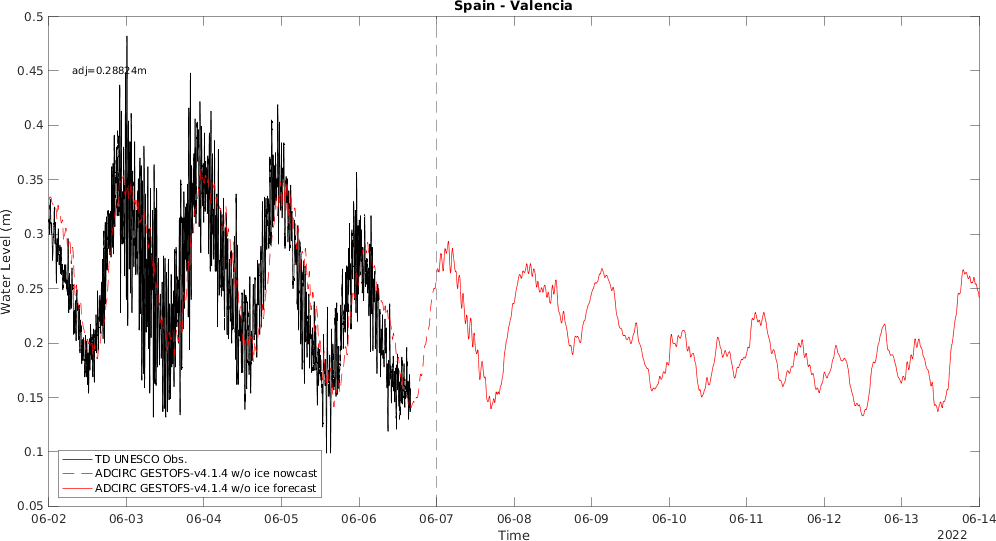 Spain - Valencia
0.5
0.45
0.4
0.35
0.3
0.25
0.2
0.15
0.1
0.05
Water Level (m)
adj=0.28824m
TD UNESCO Obs.
ADCIRC GESTOFS-v4.1.4 w/o ice nowcast
ADCIRC GESTOFS-v4.1.4 w/o ice forecast
06-02 06-03 06-04 06-05 06-06 06-07 06-08 06-09 06-10 06-11 06-12 06-13 06-14
Time
2022